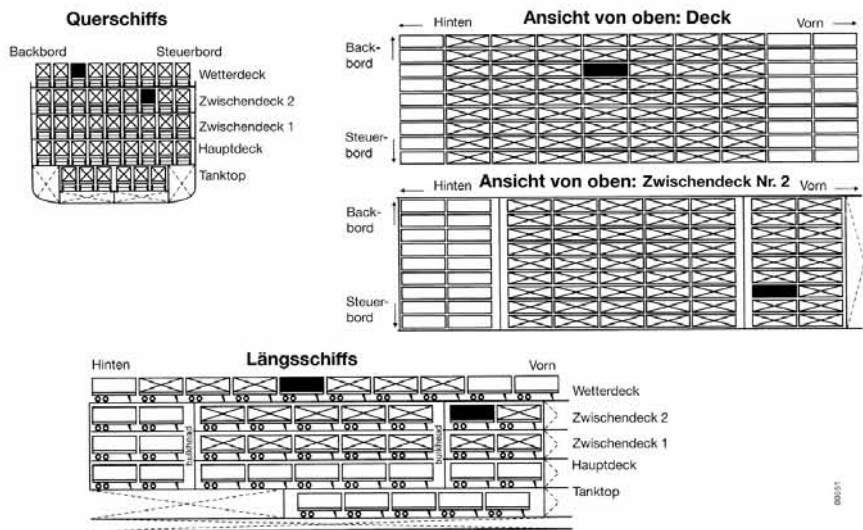 Querschiffs
Backbord Steuerbord
Wetterdeck
Zwischendeck 2
Zwischendeck 1
Hauptdeck
Tanktop
Hinten Ansicht von oben: Deck Vorn
Back-
bord
Steuer-
bord
Hinten Ansicht von oben: Zwischendeck Nr. 2 Vorn
Back-
bord
Steuer-
bord
Hinten Längsschiffs Vorn
Wetterdeck
Zwischendeck 2
bulkhead
bulkhead
Zwischendeck 1
Hauptdeck
Tanktop
00051